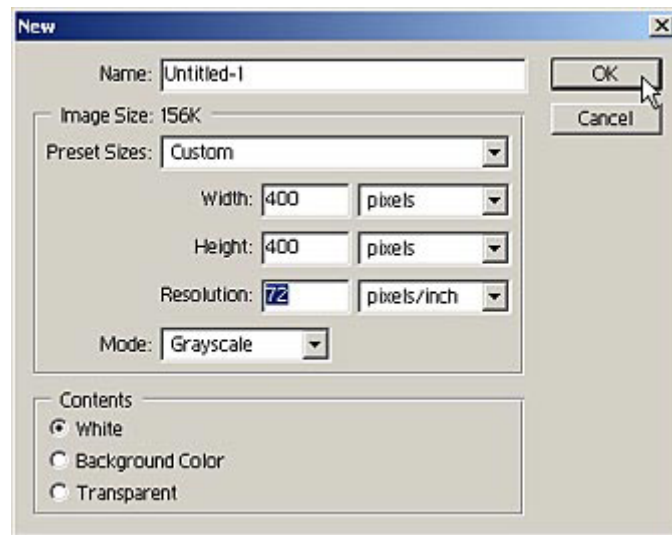 New
Name: Untitled-1
OK
Image Size: 156K
Cancel
Preset Sizes: Custom
Width: 400 pixels
Height: 400 pixels
Resolution: 72 pixels/inch
Mode: Grayscale
Contents
White
Background Color
Transparent